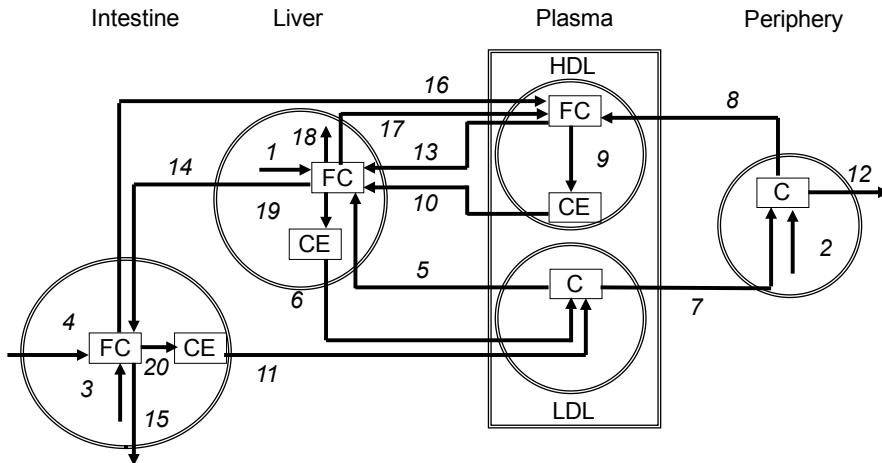 Intestine Liver Plasma Periphery
HDL
16 8
FC
18 17
1 13 9 12
14 FC C
19 10 CE
CE
5 C 2
6 7
4
FC CE
20 11
3 15
LDL